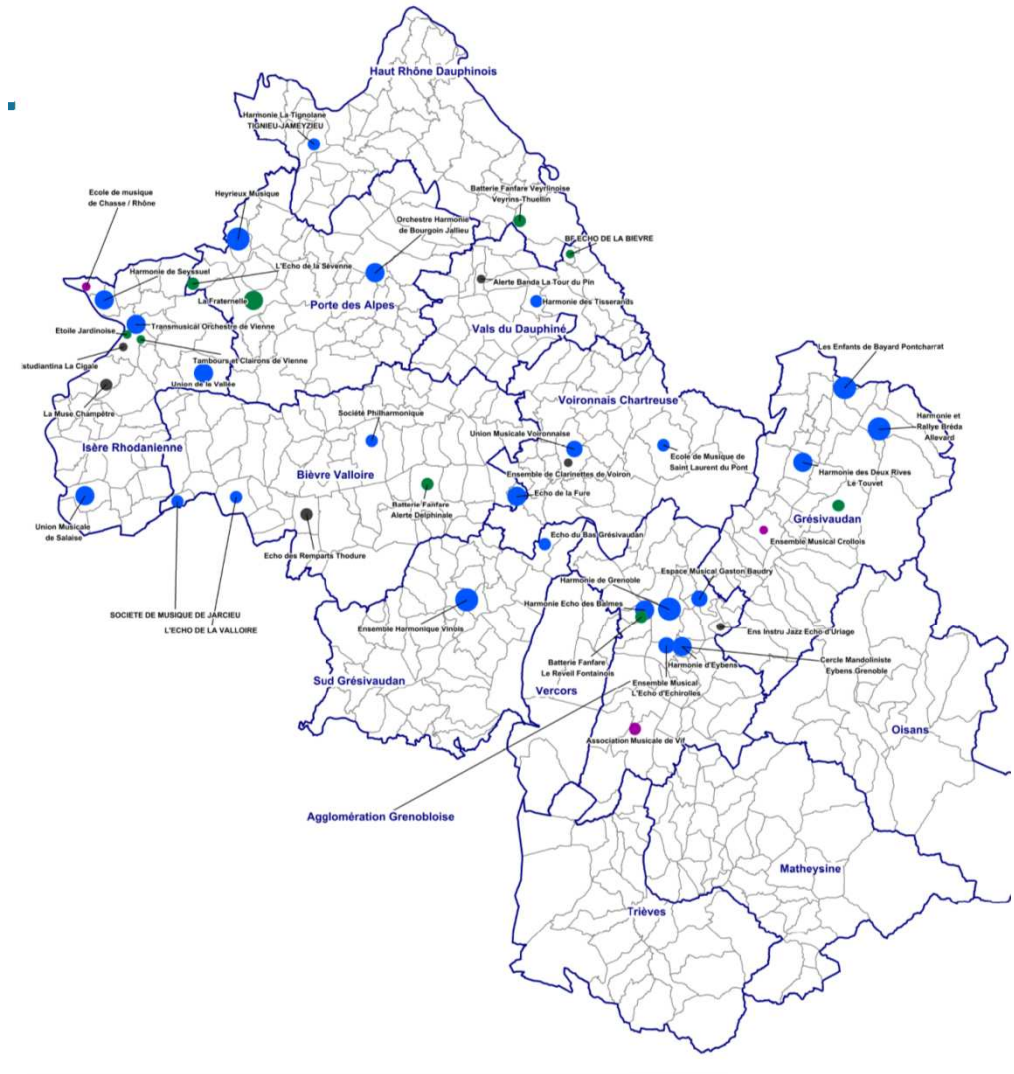 Haut Rhône Dauphinois
Harmonie La Tignolane
TIGNIEU-JAMEYZIEU
Ecole de musique
de Chasse / Rhône
Heyrieux Musique
Batterie Fanfare Veyrinoise
Veyrins-Thuellin
Orchestre Harmonie
de Bourgoin Jallieu
BF ECHO DE LA BIEVRE
Harmonie de Seyssuel
L'Echo de la Sévenne
Alerte Banda La Tour du Pin
La Fraternelle
Porte des Alpes
Harmonie des Tisserands
Etoile Jardinoise
Transmusical Orchestre de Vienne
Vals du Dauphiné
Tambours et Clairons de Vienne
Estudiantina La Cigale
Union de la Vallée
La Muse Champêtre
Les Enfants de Bayard Pontcharrat
Voironnais Chartreuse
Société Philharmonique
Harmonie et
Rallye Bréda
Allevard
Isère Rhodanienne
Union Musicale Voironnaise
Ecole de Musique de
Saint Laurent du Pont
Bièvre Valloire
Ensemble de Clarinettes de Voiron
Harmonie des Deux Rives
Le Touvet
Echo de la Fure
Batterie Fanfare
Alerte Delphinale
Union Musicale
de Salaise
Grésivaudan
Echo des Remparts Thodure
Echo du Bas Grésivaudan
Ensemble Musical Crollois
Espace Musical Gaston Baudry
Harmonie de Grenoble
Harmonie Echo des Balmes
SOCIETE DE MUSIQUE DE JARCIEU
L'ECHO DE LA VALLOIRE
Ensemble Harmonique Vinois
Ens Instru Jazz Echo d'Uriage
Batterie Fanfare
Le Reveil Fontainois
Harmonie d'Eybens
Cercle Mandoliniste
Eybens Grenoble
Sud Grésivaudan
Vercors
Ensemble Musical
L'Echo d'Echirolles
Oisans
Association Musicale de Vif
Agglomération Grenobloise
Matheysine
Trièves